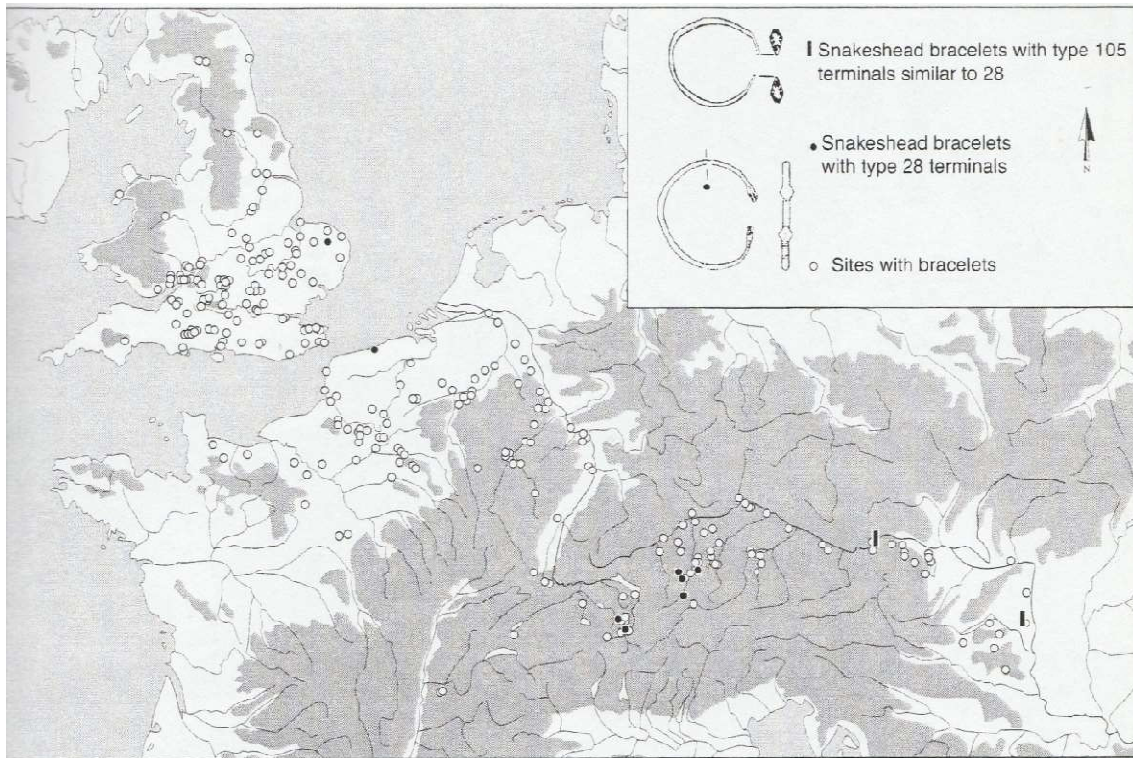 Snakeshead bracelets with type 105
terminals similar to 28
Snakeshead bracelets
with type 28 terminals
N
Sites with bracelets